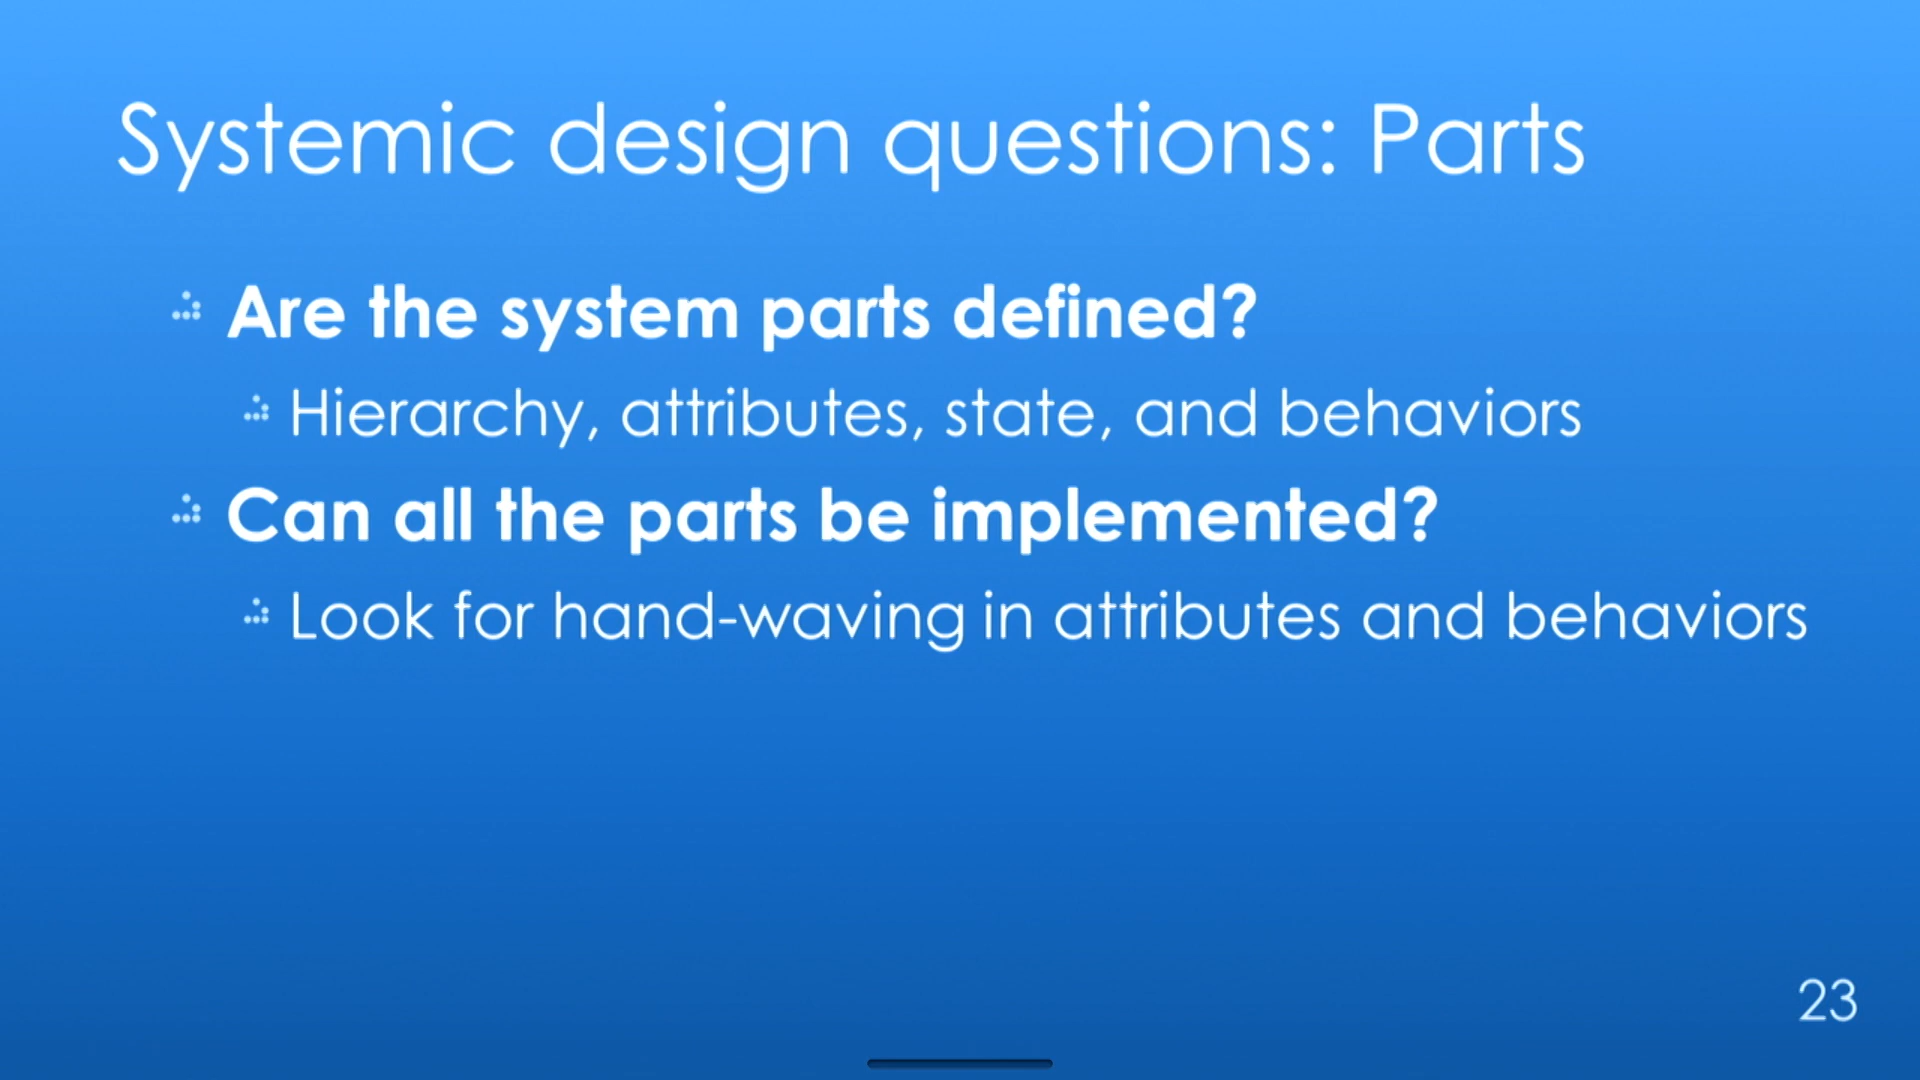 Systemic design questions: Parts
Are the system parts defined?
Hierarchy, attributes, state, and behaviors
Can all the parts be implemented?
Look for hand-waving in attributes and behaviors
23